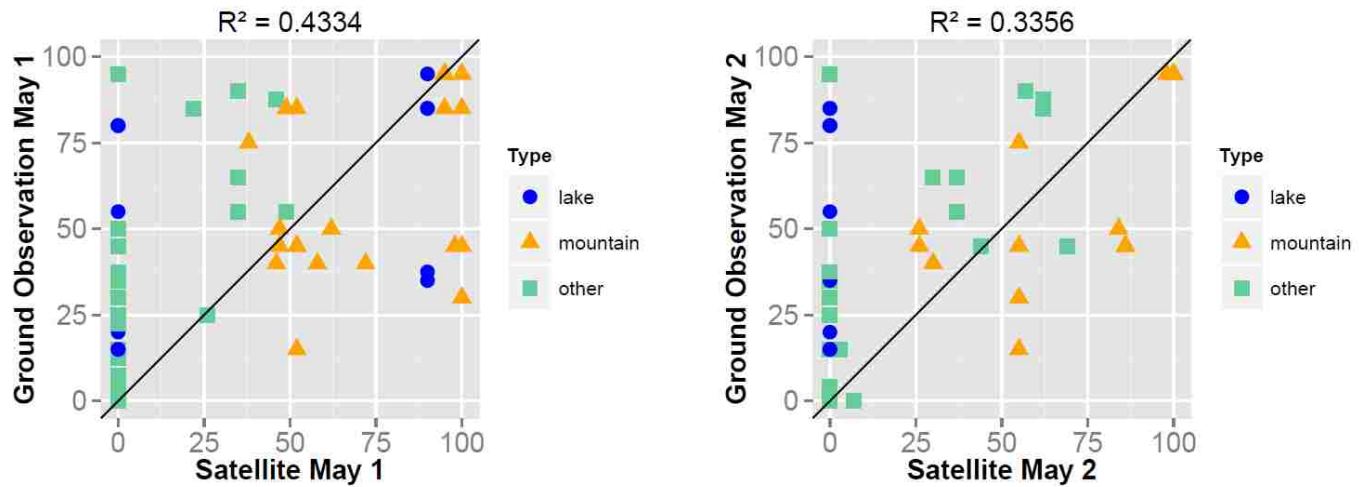 R² = 0.4334
Ground Observation May 1
100
75
50
25
0
0 25 50 75 100
Satellite May 1
Type
lake
mountain
other
R² = 0.3356
Ground Observation May 2
100
75
50
25
0
0 25 50 75 100
Satellite May 2
Type
lake
mountain
other